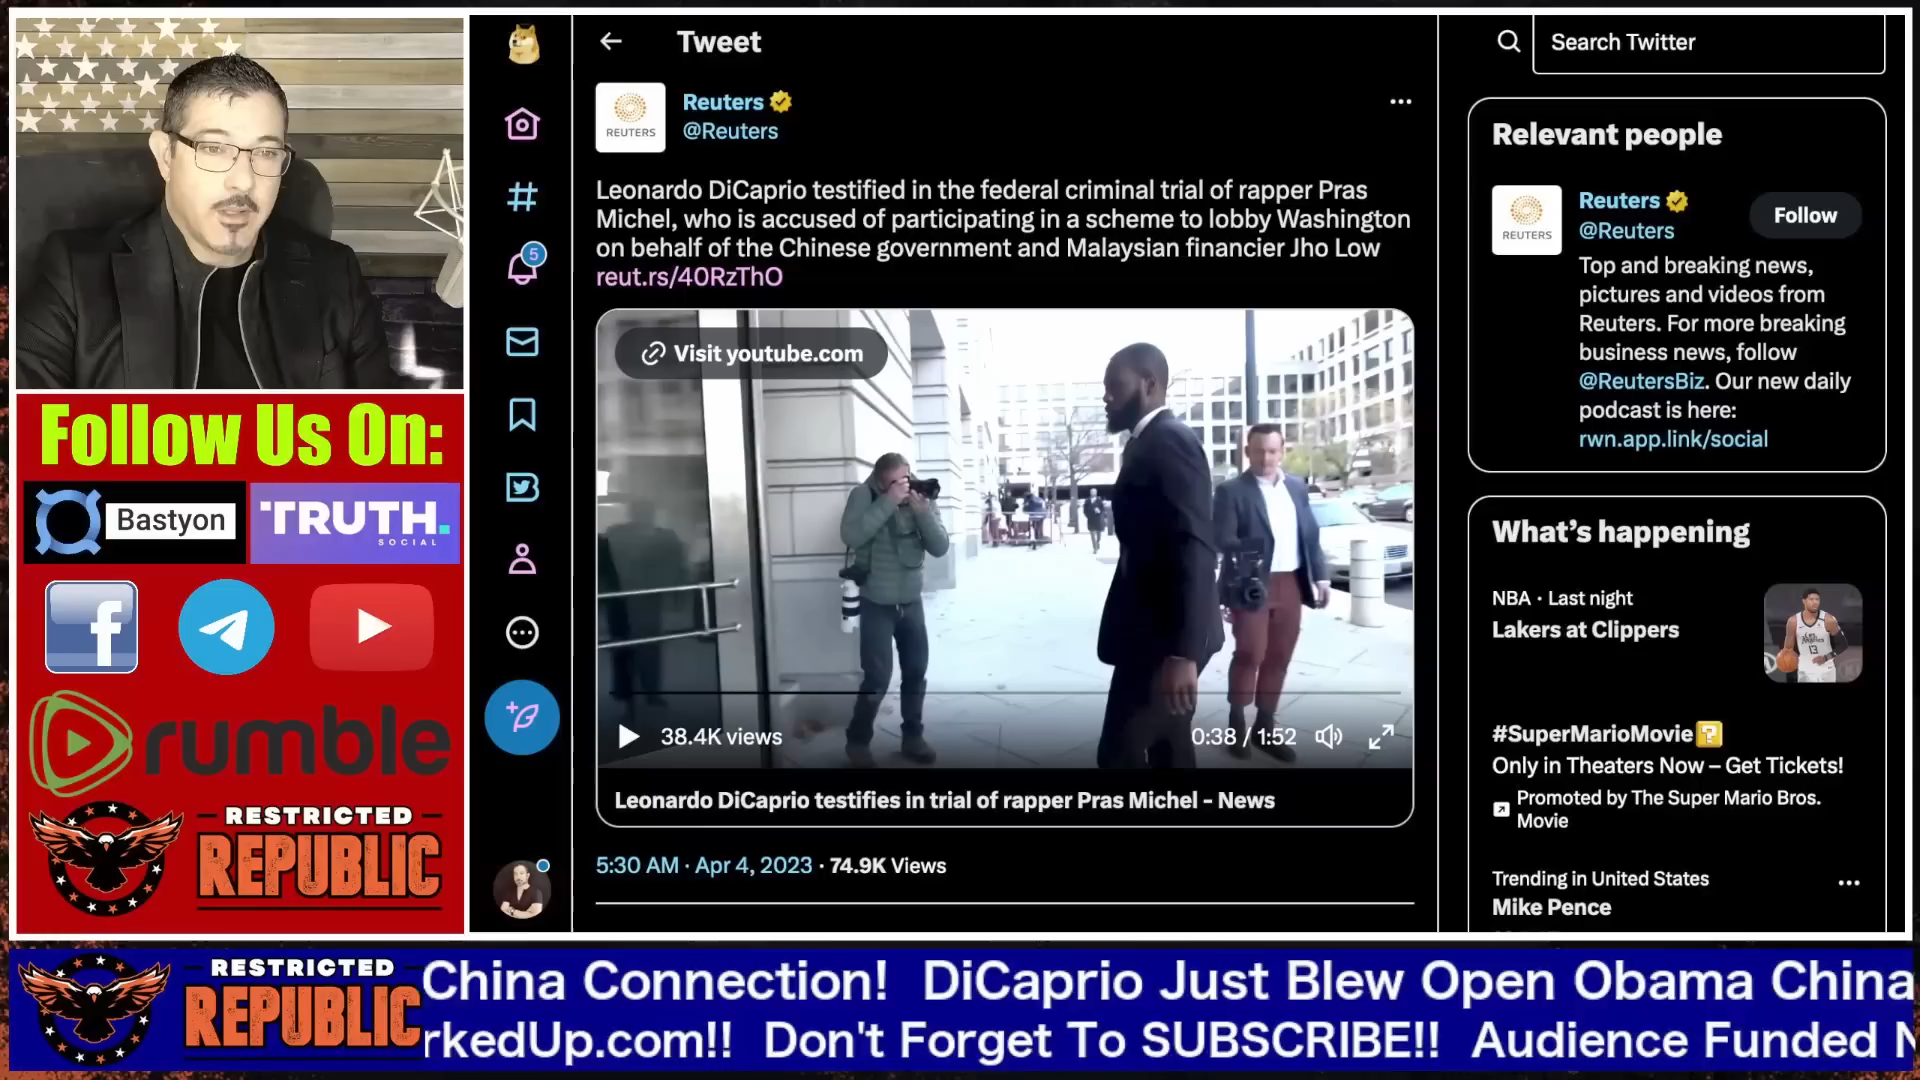 Tweet
Search Twitter
REUTERS
Reuters
@Reuters
Leonardo DiCaprio testified in the federal criminal trial of rapper Pras
Michel, who is accused of participating in a scheme to lobby Washington
on behalf of the Chinese government and Malaysian financier Jho Low
reut.rs/40RzThO
5
Visit youtube.com
38.4K views
0:38 / 1:52
Leonardo DiCaprio testifies in trial of rapper Pras Michel - News
5:30 AM · Apr 4, 2023 · 74.9K Views
Relevant people
REUTERS
Reuters
@Reuters
Follow
Top and breaking news,
pictures and videos from
Reuters. For more breaking
business news, follow
@ReutersBiz. Our new daily
podcast is here:
rwn.app.link/social
What's happening
NBA · Last night
Lakers at Clippers
13
#SuperMarioMovie
Only in Theaters Now – Get Tickets!
Promoted by The Super Mario Bros.
Movie
Trending in United States
Mike Pence
Follow Us On:
Bastyon
TRUTH.
SOCIAL
f
rumble
RESTRICTED
REPUBLIC
RESTRICTED
REPUBLIC
China Connection! DiCaprio Just Blew Open Obama China
rkedUp.com!! Don't Forget To SUBSCRIBE!! Audience Funded N